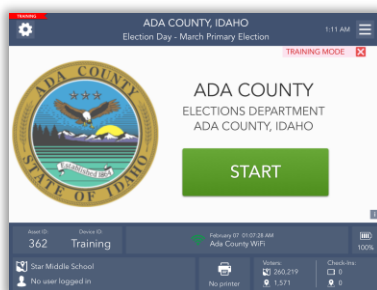 TRAINING
ADA COUNTY, IDAHO
Election Day - March Primary Election
1:11 AM
TRAINING MODE
ADA COUNTY
STATE OF IDAHO
Established 1864
ADA COUNTY
ELECTIONS DEPARTMENT
ADA COUNTY, IDAHO
START
Asset ID:
362
Device ID:
Training
February 07 01:07:28 AM
Ada County WiFi
100%
Star Middle School
No user logged in
No printer
Voters:
260,219
1,571
Check-Ins:
0
0